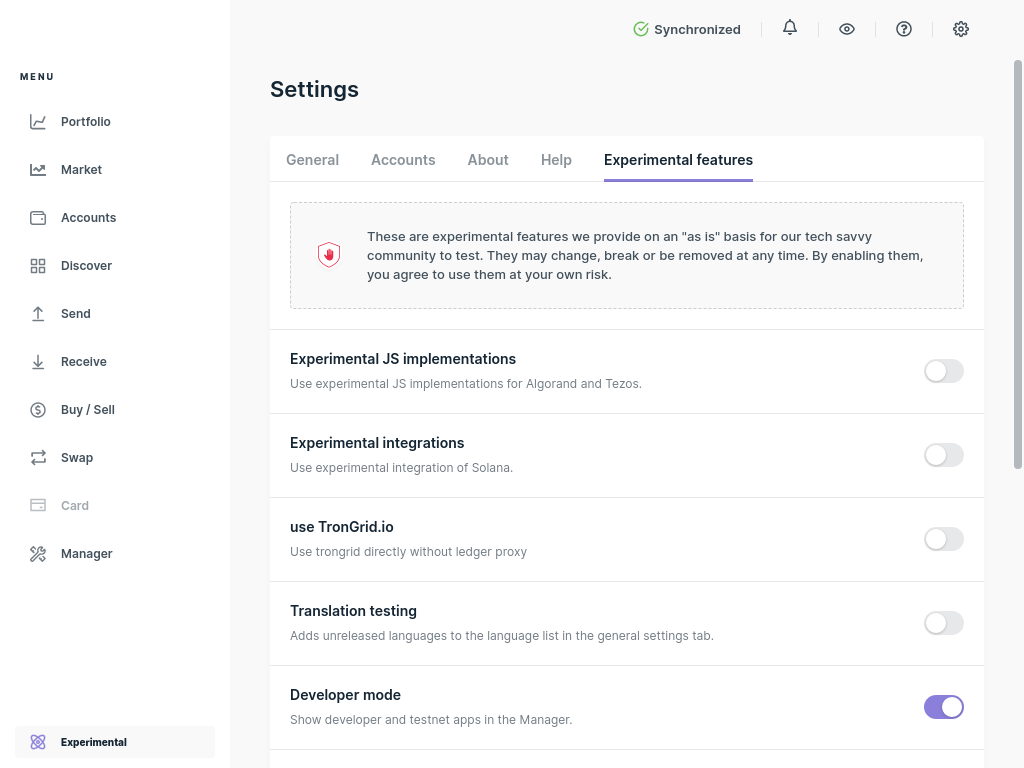 Synchronized
MENU
Portfolio
Market
Accounts
Discover
Send
Receive
Buy / Sell
Swap
Card
Manager
Experimental
Settings
General Accounts About Help Experimental features
These are experimental features we provide on an "as is" basis for our tech savvy
community to test. They may change, break or be removed at any time. By enabling them,
you agree to use them at your own risk.
Experimental JS implementations
Use experimental JS implementations for Algorand and Tezos.
Experimental integrations
Use experimental integration of Solana.
use TronGrid.io
Use trongrid directly without ledger proxy
Translation testing
Adds unreleased languages to the language list in the general settings tab.
Developer mode
Show developer and testnet apps in the Manager.